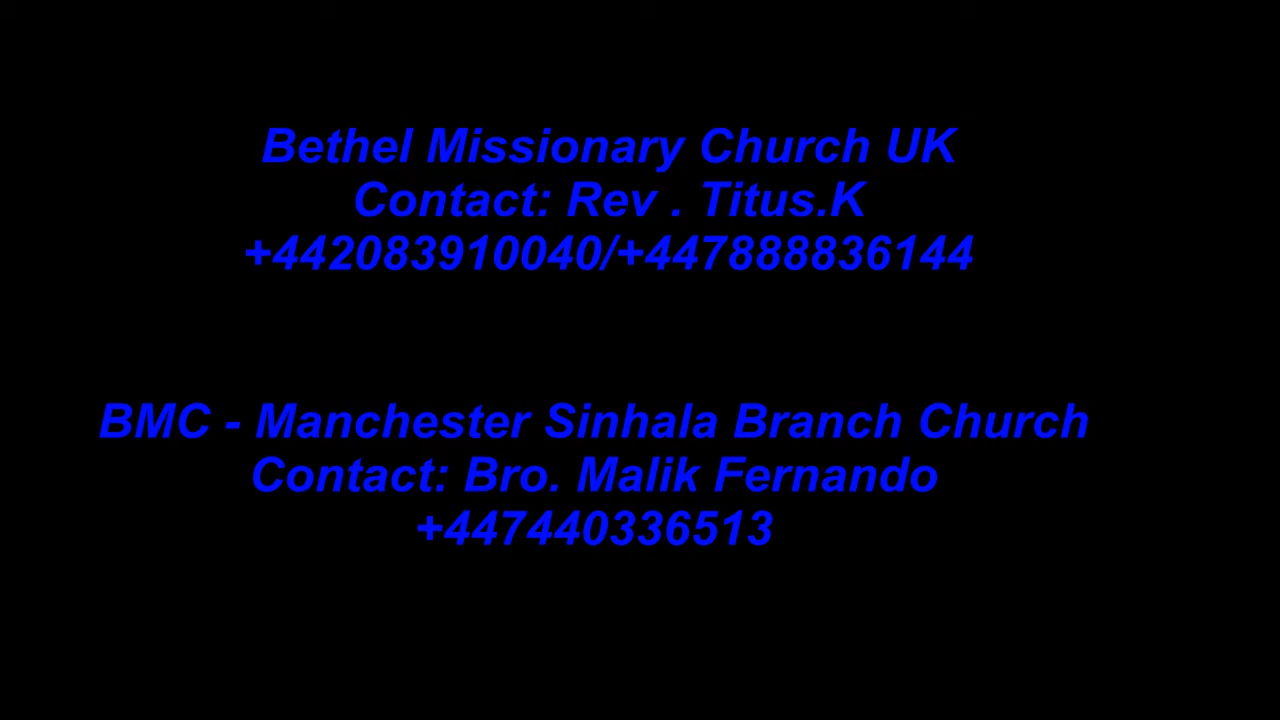 Bethel Missionary Church UK
Contact: Rev . Titus.K
+442083910040/+447888836144
BMC - Manchester Sinhala Branch Church
Contact: Bro. Malik Fernando
+447440336513